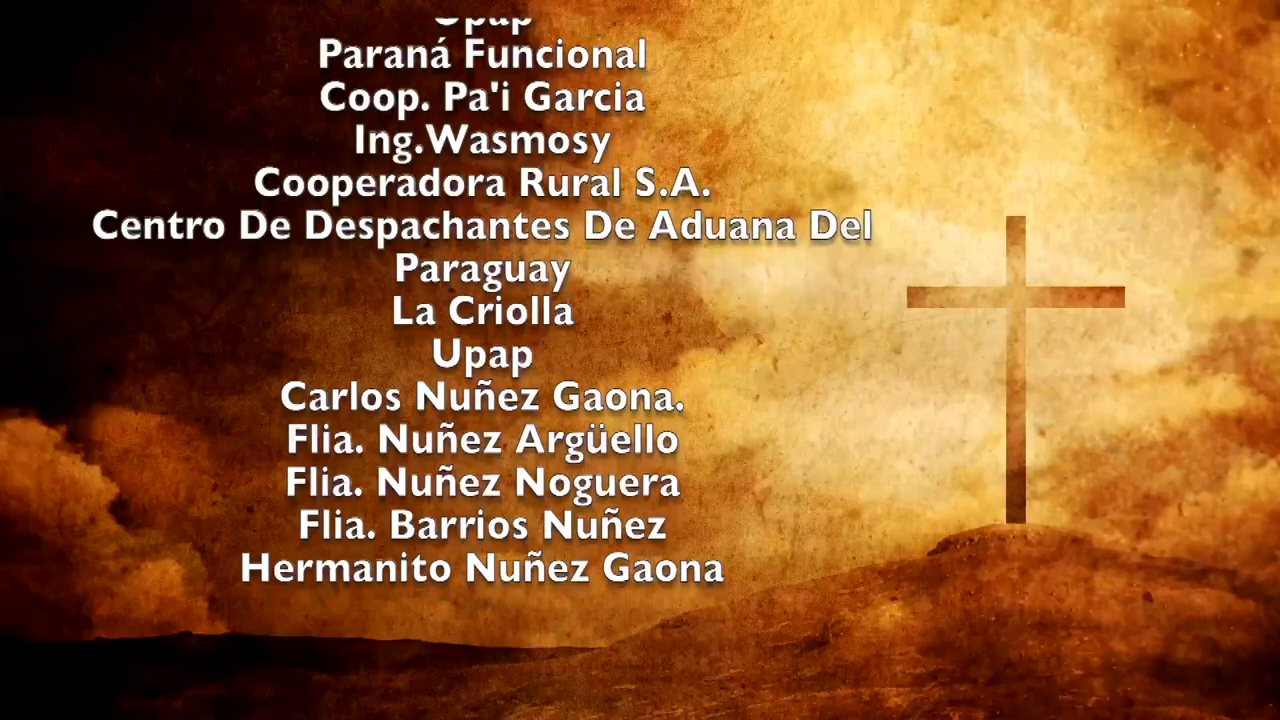 Upap
Paraná Funcional
Coop. Pa'i Garcia
Ing.Wasmosy
Cooperadora Rural S.A.
Centro De Despachantes De Aduana Del
Paraguay
La Criolla
Upap
Carlos Nuñez Gaona.
Flia. Nuñez Argüello
Flia. Nuñez Noguera
Flia. Barrios Nuñez
Hermanito Nuñez Gaona